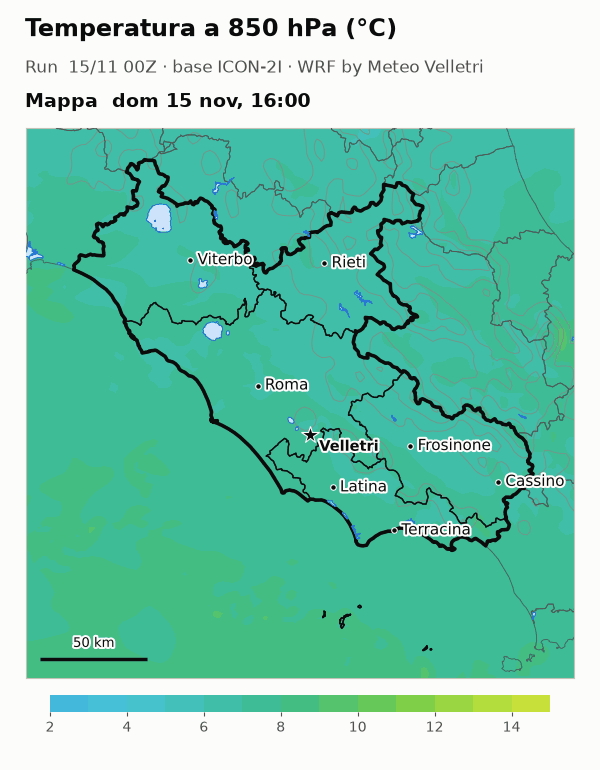 Temperatura a 850 hPa (°C)
Run  15/11 00Z · base ICON-2I · WRF by Meteo Velletri
Mappa  dom 15 nov, 16:00
Viterbo
Rieti
Roma
Velletri
Frosinone
Latina
Cassino
Terracina
50 km
2 4 6 8 10 12 14